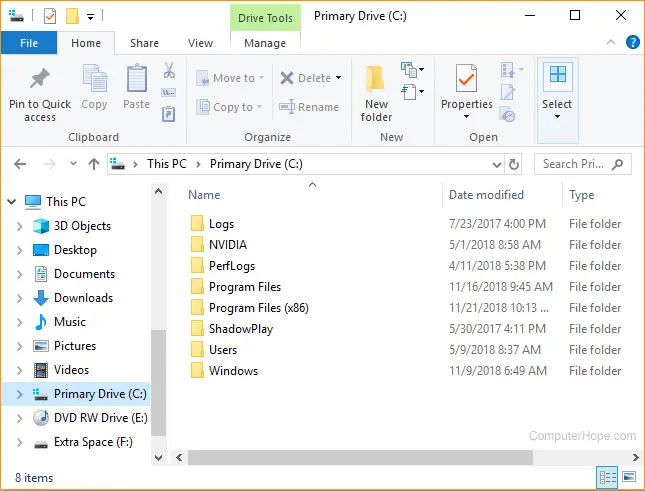 Drive Tools Primary Drive (C:)
File Home Share View Manage
Pin to Quick access Copy Paste Move to Copy to Delete Rename New folder Properties Select
Clipboard Organize New Open
This PC Primary Drive (C:) Search Pri...
Name Date modified Type
This PC
3D Objects
Desktop
Documents
Downloads
Music
Pictures
Videos
Primary Drive (C:)
DVD RW Drive (E:)
Extra Space (F:)
Logs 7/23/2017 4:00 PM File folder
NVIDIA 5/1/2018 8:58 AM File folder
PerfLogs 4/11/2018 5:38 PM File folder
Program Files 11/16/2018 9:45 AM File folder
Program Files (x86) 11/21/2018 10:13 ... File folder
ShadowPlay 5/30/2017 4:11 PM File folder
Users 5/9/2018 8:37 AM File folder
Windows 11/9/2018 6:49 AM File folder
ComputerHope.com
8 items